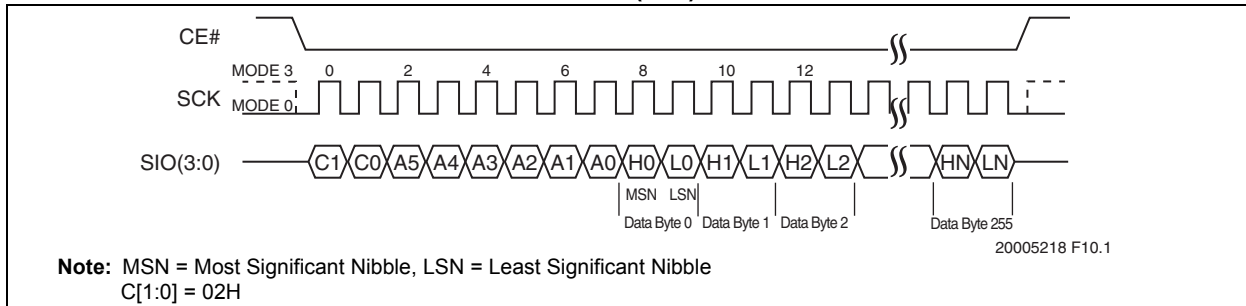 CE#
MODE 3 0 2 4 6 8 10 12
SCK MODE 0
SIO(3:0) C1 C0 A5 A4 A3 A2 A1 A0 H0 L0 H1 L1 H2 L2 HN LN
MSN LSN
Data Byte 0 Data Byte 1 Data Byte 2 Data Byte 255
20005218 F10.1
Note: MSN = Most Significant Nibble, LSN = Least Significant Nibble
C[1:0] = 02H